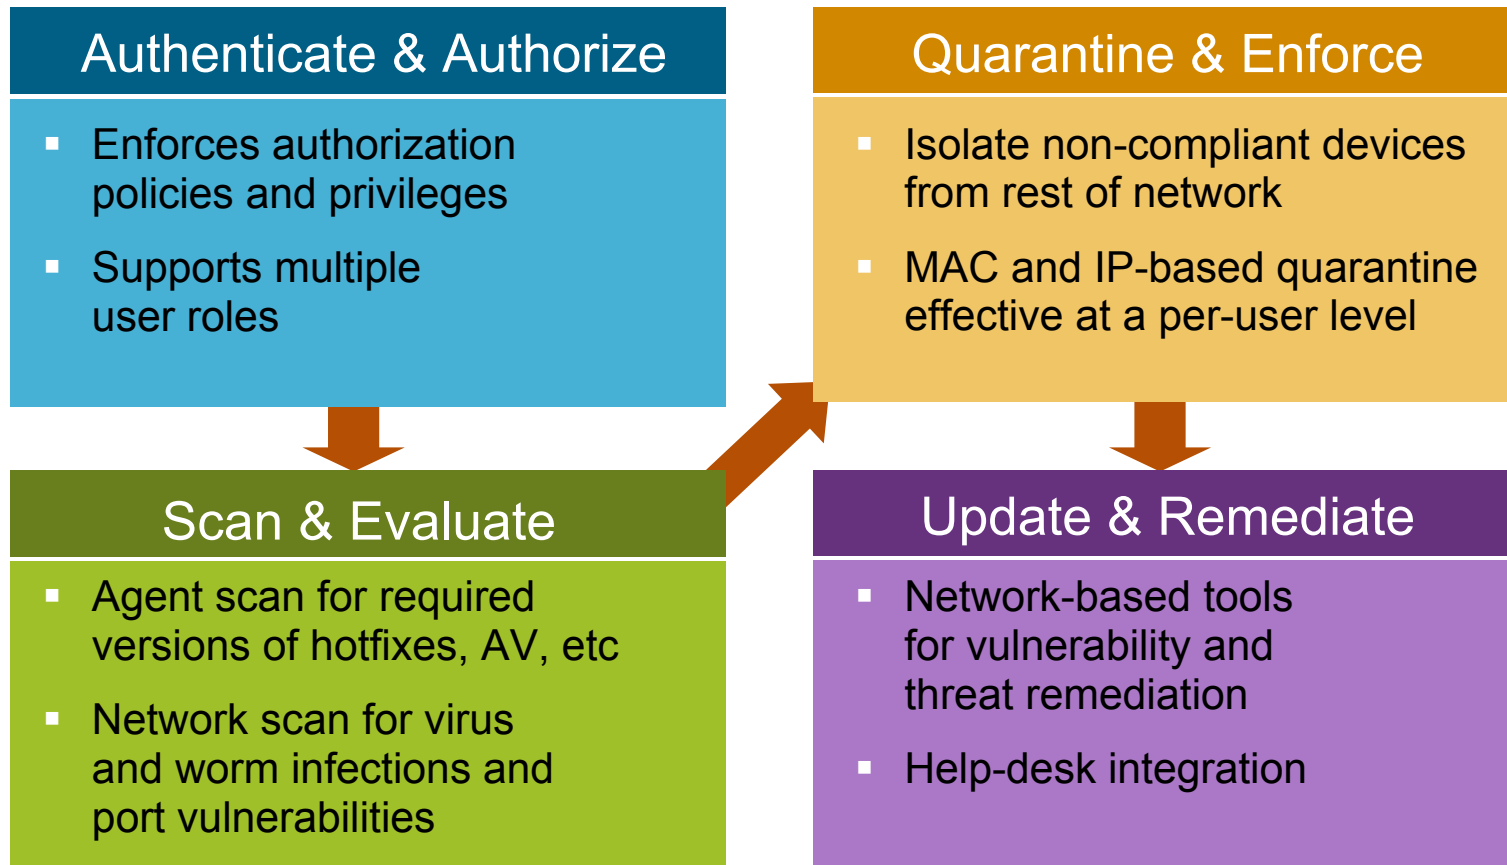 Authenticate & Authorize
▪ Enforces authorization
policies and privileges
▪ Supports multiple
user roles
Scan & Evaluate
▪ Agent scan for required
versions of hotfixes, AV, etc
▪ Network scan for virus
and worm infections and
port vulnerabilities
Quarantine & Enforce
▪ Isolate non-compliant devices
from rest of network
▪ MAC and IP-based quarantine
effective at a per-user level
Update & Remediate
▪ Network-based tools
for vulnerability and
threat remediation
▪ Help-desk integration